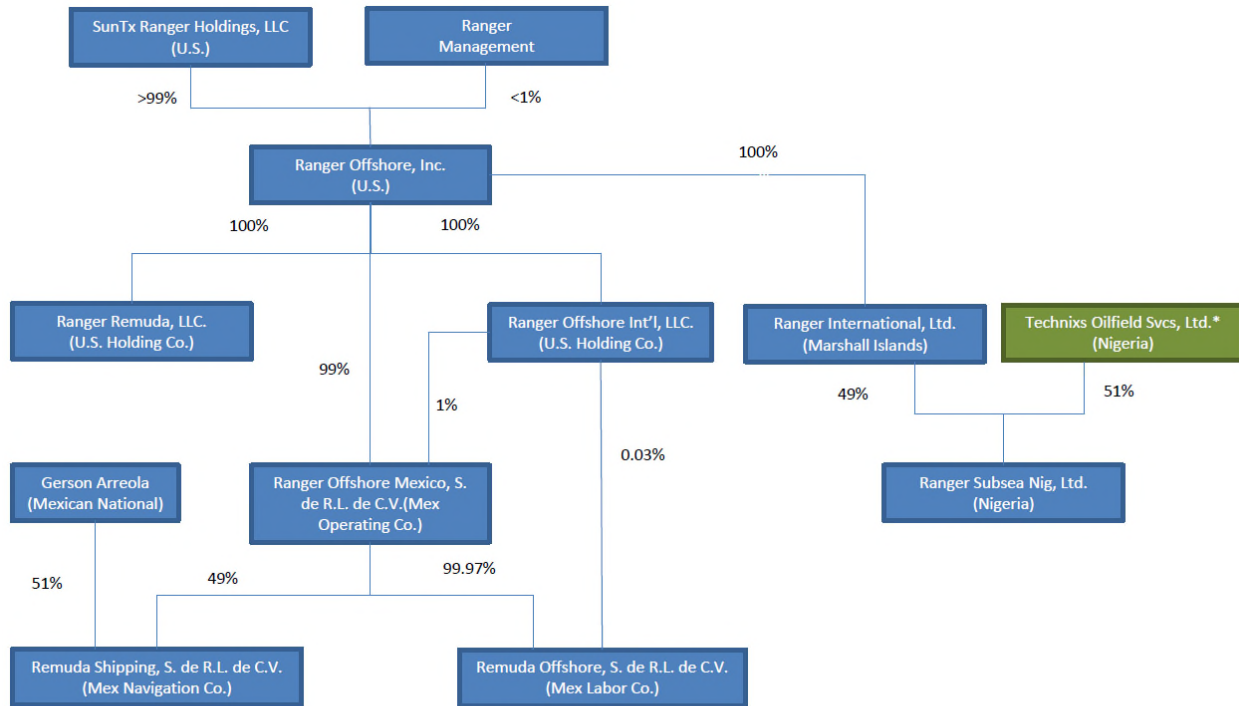 SunTx Ranger Holdings, LLC
(U.S.)
Ranger
Management
>99%
<1%
Ranger Offshore, Inc.
(U.S.)
100%
100%
100%
Ranger Remuda, LLC.
(U.S. Holding Co.)
Ranger Offshore Int'l, LLC.
(U.S. Holding Co.)
Ranger International, Ltd.
(Marshall Islands)
Technixs Oilfield Svcs, Ltd.*
(Nigeria)
99%
1%
49%
51%
0.03%
Gerson Arreola
(Mexican National)
Ranger Offshore Mexico, S.
de R.L. de C.V.(Mex
Operating Co.)
Ranger Subsea Nig, Ltd.
(Nigeria)
51%
49%
99.97%
Remuda Shipping, S. de R.L. de C.V.
(Mex Navigation Co.)
Remuda Offshore, S. de R.L. de C.V.
(Mex Labor Co.)